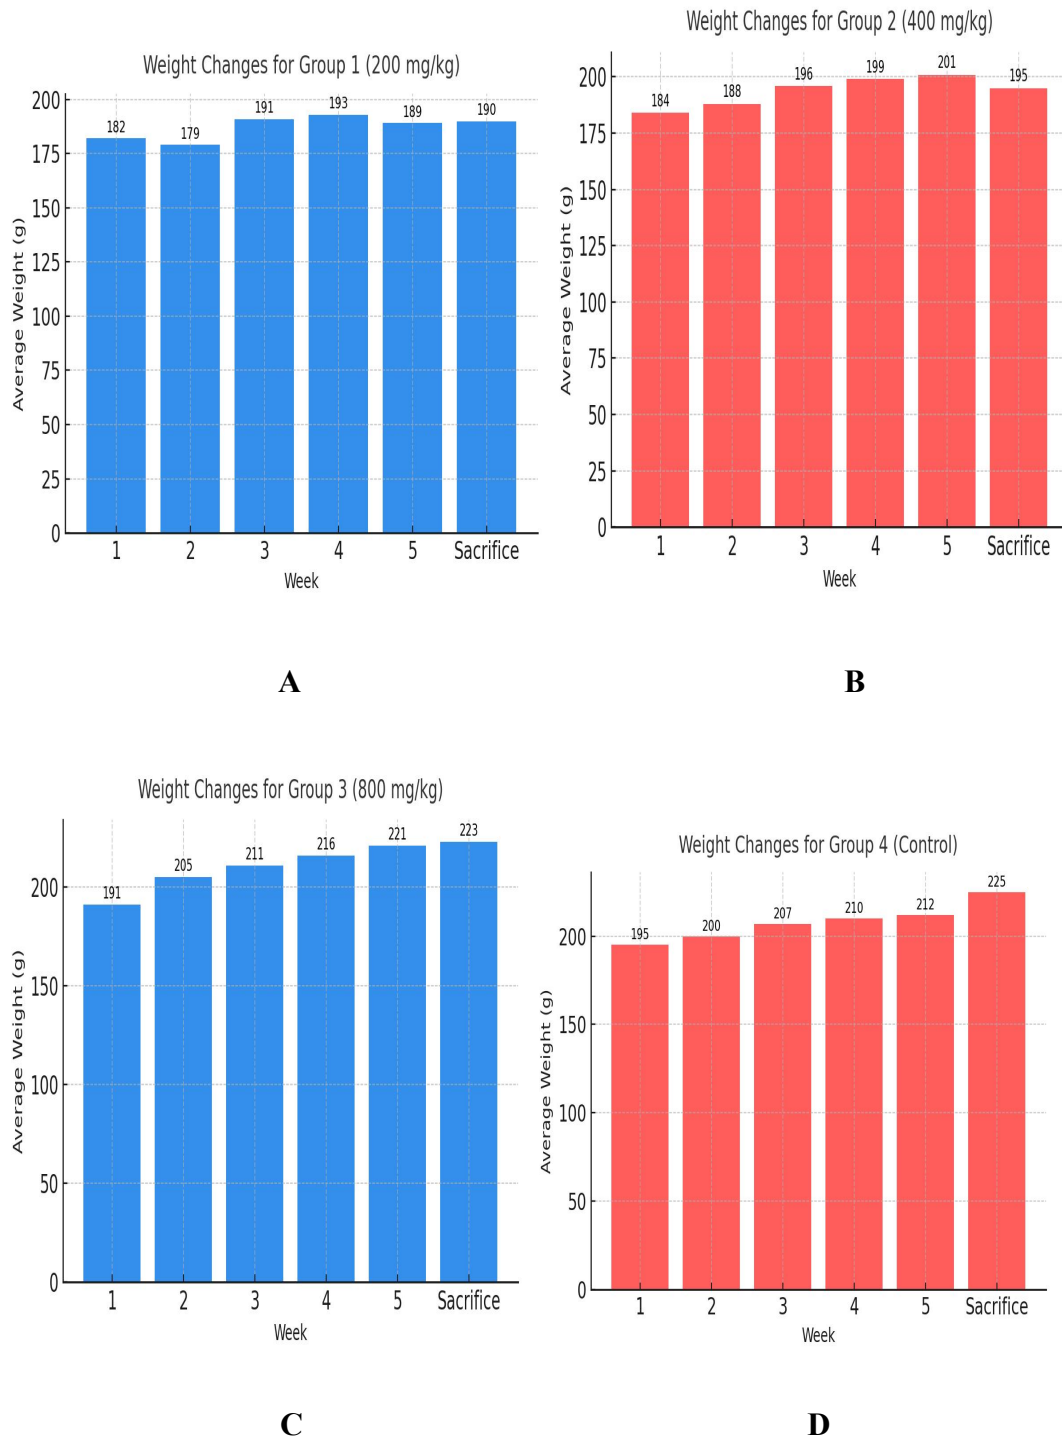 Weight Changes for Group 1 (200 mg/kg)
Average Weight (g)
200
175
150
125
100
75
50
25
0
182
179
191
193
189
190
1 2 3 4 5 Sacrifice
Week
A
Weight Changes for Group 2 (400 mg/kg)
Average Weight (g)
200
175
150
125
100
75
50
25
0
184
188
196
199
201
195
1 2 3 4 5 Sacrifice
Week
B
Weight Changes for Group 3 (800 mg/kg)
Average Weight (g)
200
150
100
50
0
191
205
211
216
221
223
1 2 3 4 5 Sacrifice
Week
C
Weight Changes for Group 4 (Control)
Average Weight (g)
200
150
100
50
0
195
200
207
210
212
225
1 2 3 4 5 Sacrifice
Week
D